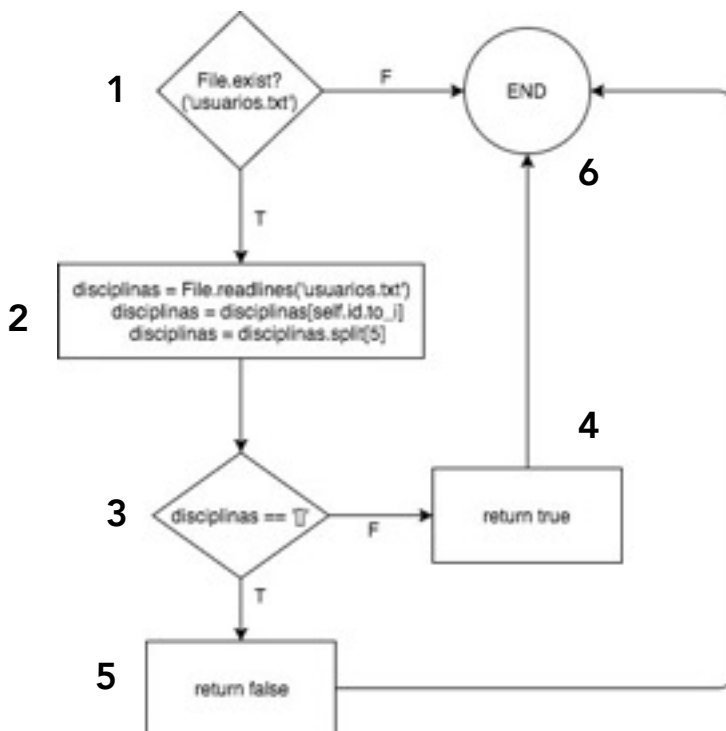 1
File.exist?
('usuarios.txt')
F
END
6
T
2
disciplinas = File.readlines('usuarios.txt')
disciplinas = disciplinas[self.id.to_i]
disciplinas = disciplinas.split[5]
4
3
disciplinas == '[]'
F
return true
T
5
return false